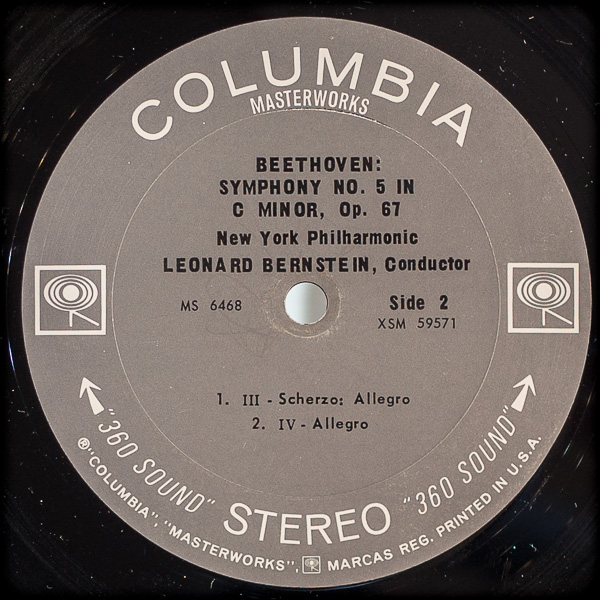 COLUMBIA
MASTERWORKS
BEETHOVEN:
SYMPHONY NO. 5 IN
C MINOR, Op. 67
New York Philharmonic
LEONARD BERNSTEIN, Conductor
MS 6468
Side 2
XSM 59571
1. III - Scherzo: Allegro
2. IV - Allegro
"360 SOUND" STEREO "360 SOUND"
®"COLUMBIA", "MASTERWORKS", MARCAS REG. PRINTED IN U.S.A.